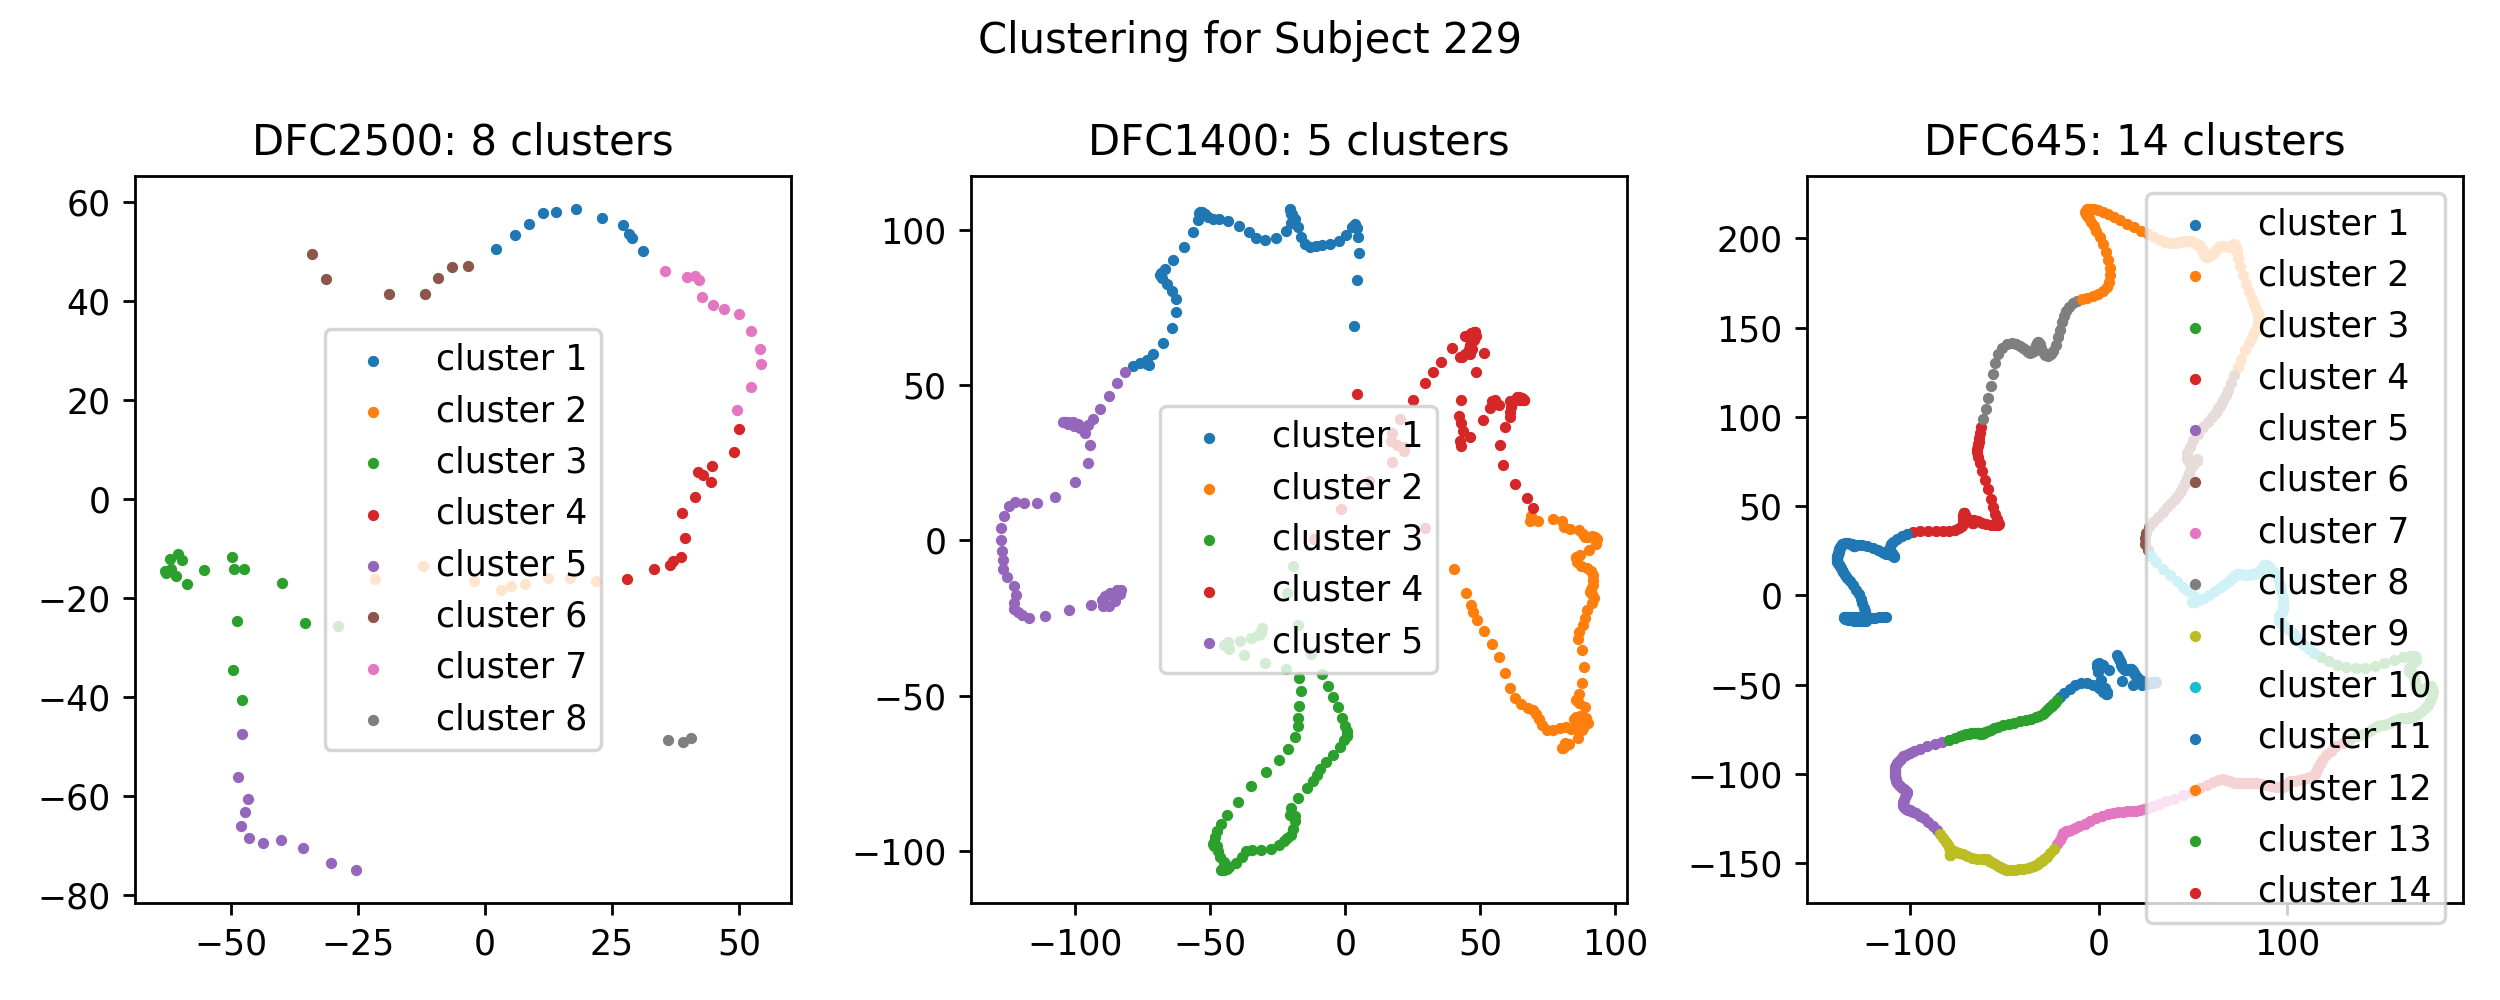 Clustering for Subject 229
DFC2500: 8 clusters
60
40
20
0
−20
−40
−60
−80
−50
−25
0
25
50
cluster 1
cluster 2
cluster 3
cluster 4
cluster 5
cluster 6
cluster 7
cluster 8
DFC1400: 5 clusters
100
50
0
−50
−100
−100
−50
0
50
100
cluster 1
cluster 2
cluster 3
cluster 4
cluster 5
DFC645: 14 clusters
200
150
100
50
0
−50
−100
−150
−100
0
100
cluster 1
cluster 2
cluster 3
cluster 4
cluster 5
cluster 6
cluster 7
cluster 8
cluster 9
cluster 10
cluster 11
cluster 12
cluster 13
cluster 14